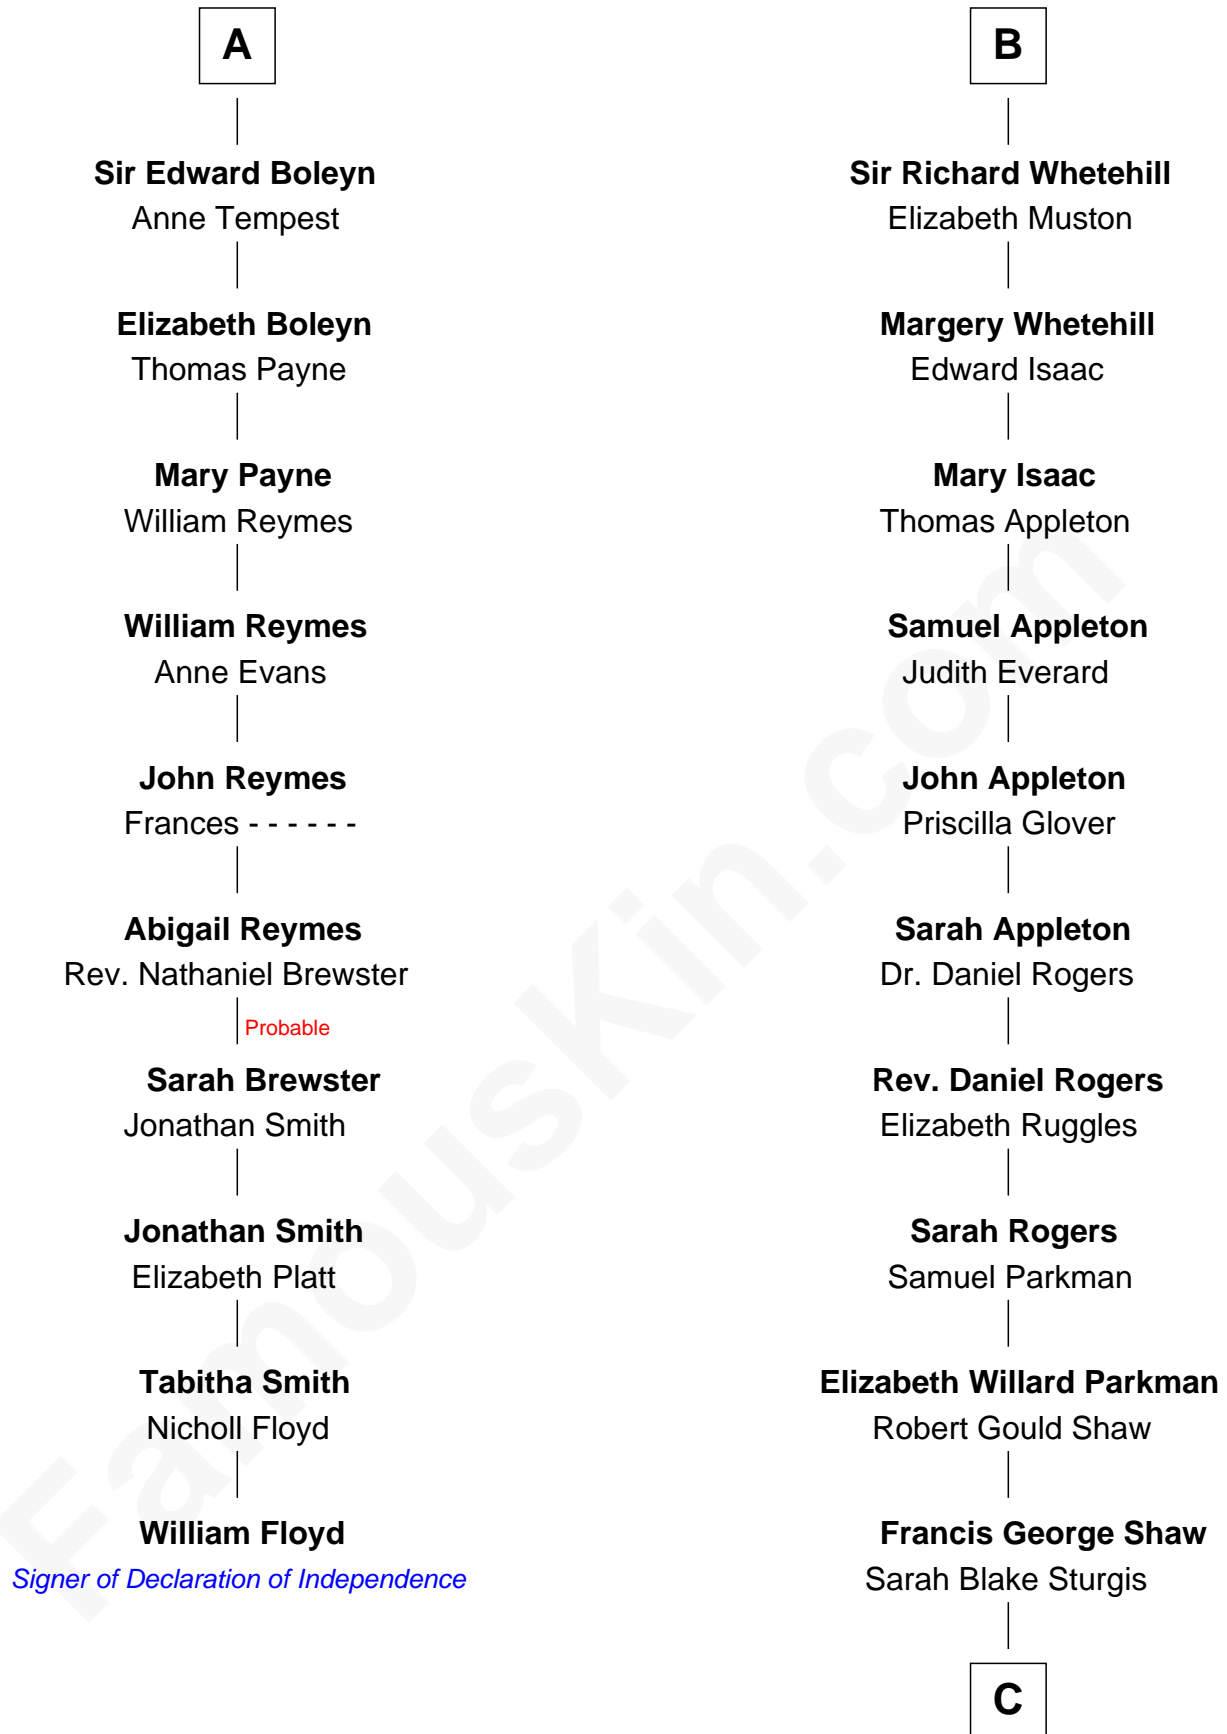 A
Sir Edward Boleyn
Anne Tempest
Elizabeth Boleyn
Thomas Payne
Mary Payne
William Reymes
William Reymes
Anne Evans
John Reymes
Frances - - - - - -
Abigail Reymes
Rev. Nathaniel Brewster
Probable
Sarah Brewster
Jonathan Smith
Jonathan Smith
Elizabeth Platt
Tabitha Smith
Nicholl Floyd
William Floyd
Signer of Declaration of Independence
B
Sir Richard Whetehill
Elizabeth Muston
Margery Whetehill
Edward Isaac
Mary Isaac
Thomas Appleton
Samuel Appleton
Judith Everard
John Appleton
Priscilla Glover
Sarah Appleton
Dr. Daniel Rogers
Rev. Daniel Rogers
Elizabeth Ruggles
Sarah Rogers
Samuel Parkman
Elizabeth Willard Parkman
Robert Gould Shaw
Francis George Shaw
Sarah Blake Sturgis
C
FamousKin.com